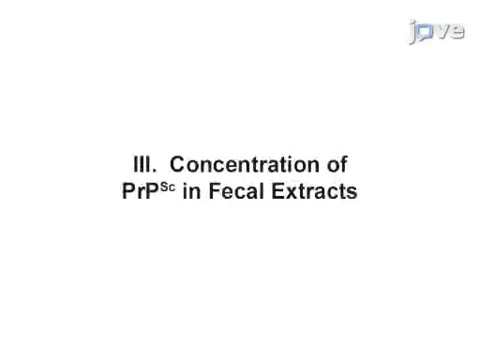 jove
III. Concentration of
PrPSc in Fecal Extracts